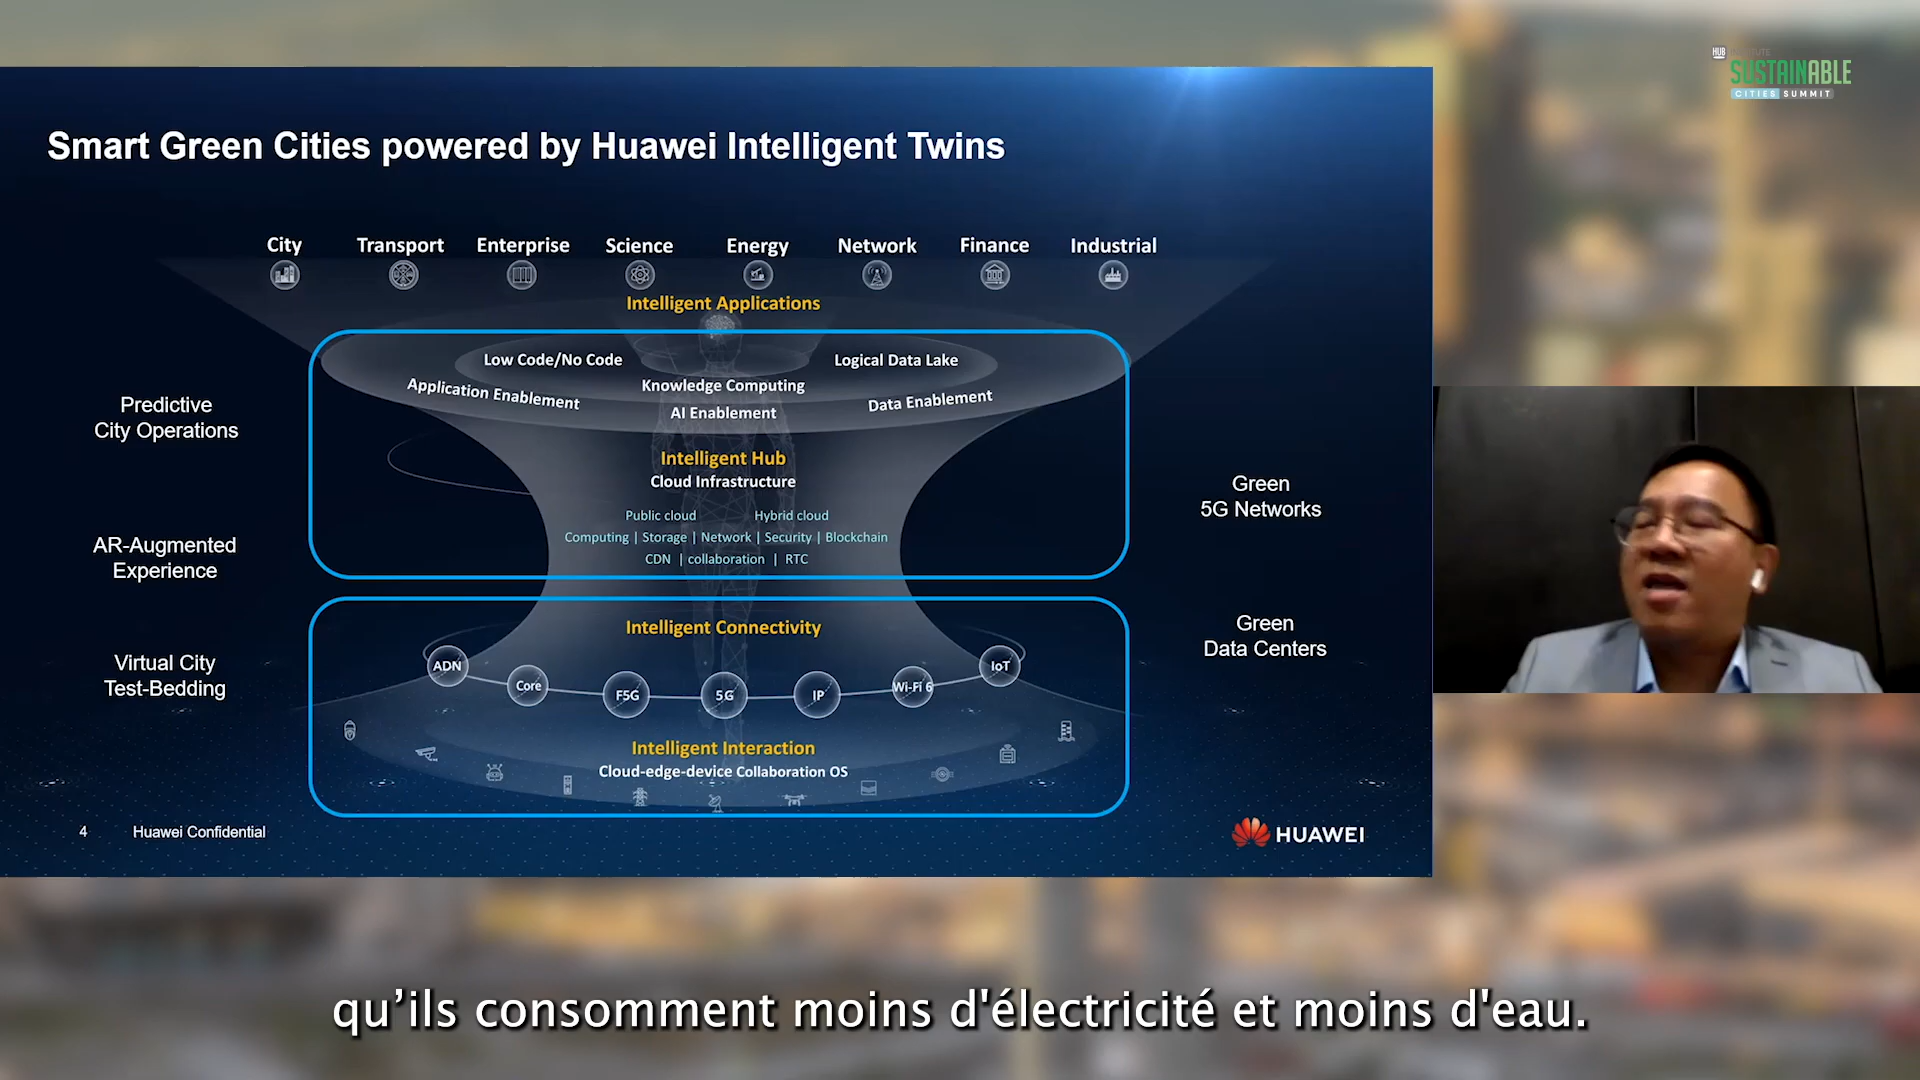 HUB INSTITUTE
SUSTAINABLE
CITIES SUMMIT
Smart Green Cities powered by Huawei Intelligent Twins
City Transport Enterprise Science Energy Network Finance Industrial
Intelligent Applications
Low Code/No Code
Logical Data Lake
Application Enablement
Knowledge Computing
AI Enablement
Data Enablement
Intelligent Hub
Cloud Infrastructure
Public cloud Hybrid cloud
Computing | Storage | Network | Security | Blockchain
CDN | collaboration | RTC
Predictive
City Operations
AR-Augmented
Experience
Virtual City
Test-Bedding
Green
5G Networks
Green
Data Centers
Intelligent Connectivity
ADN Core F5G 5G IP Wi-Fi 6 IoT
Intelligent Interaction
Cloud-edge-device Collaboration OS
4 Huawei Confidential
HUAWEI
qu’ils consomment moins d'électricité et moins d'eau.